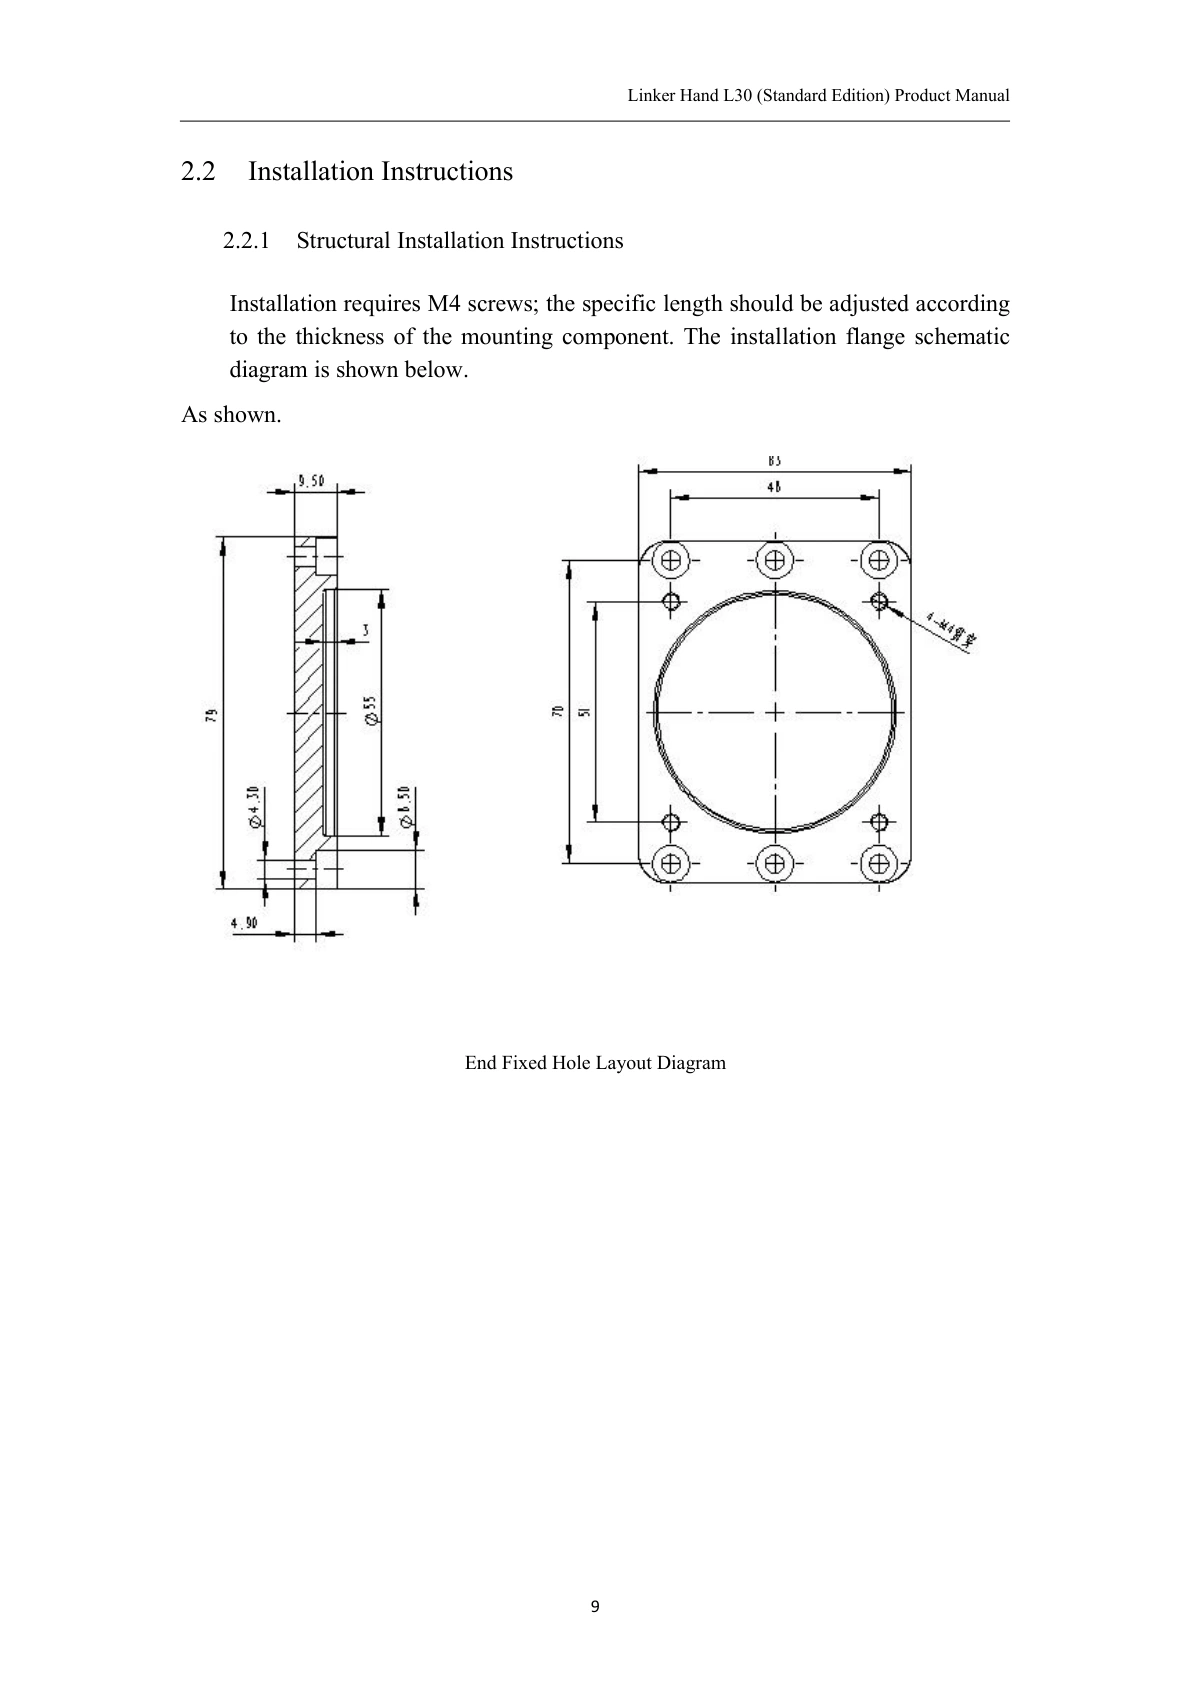 Linker Hand L30 (Standard Edition) Product Manual
2.2 Installation Instructions
2.2.1 Structural Installation Instructions
Installation requires M4 screws; the specific length should be adjusted according
to the thickness of the mounting component. The installation flange schematic
diagram is shown below.
As shown.
9.50
79
3
Ø55
Ø4.30
4.90
48
70
51
End Fixed Hole Layout Diagram
9